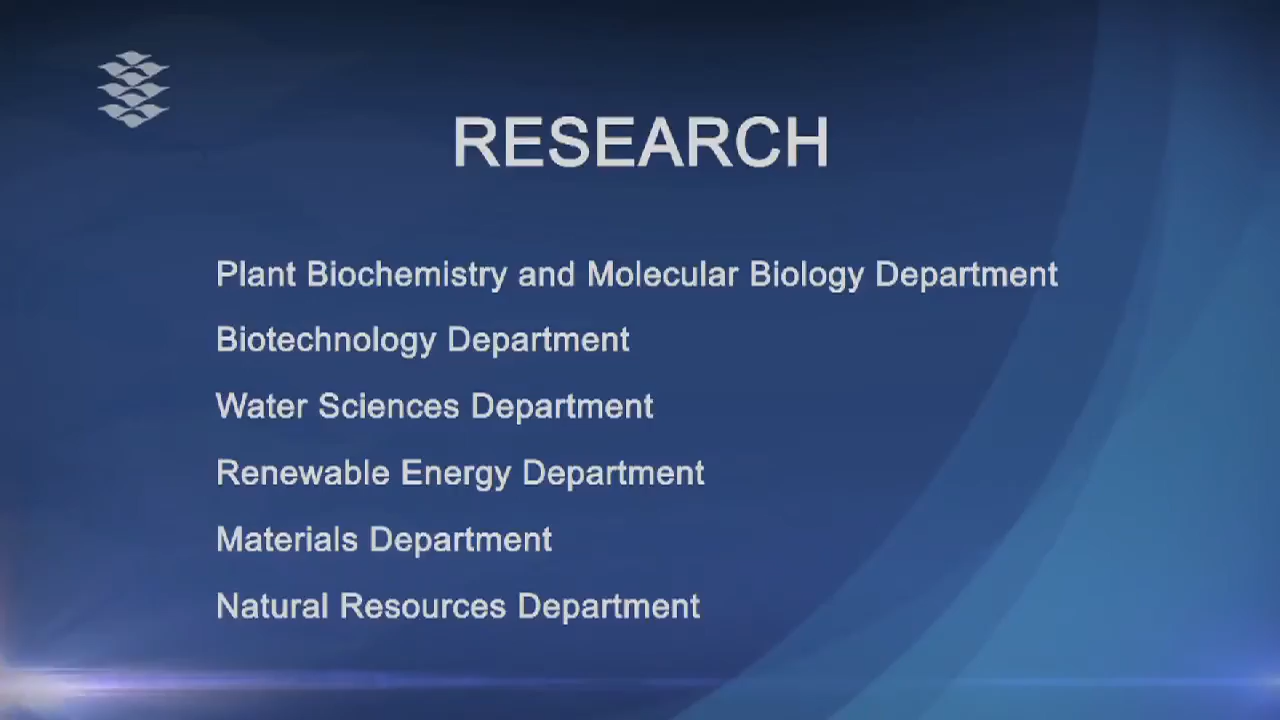 RESEARCH
Plant Biochemistry and Molecular Biology Department
Biotechnology Department
Water Sciences Department
Renewable Energy Department
Materials Department
Natural Resources Department